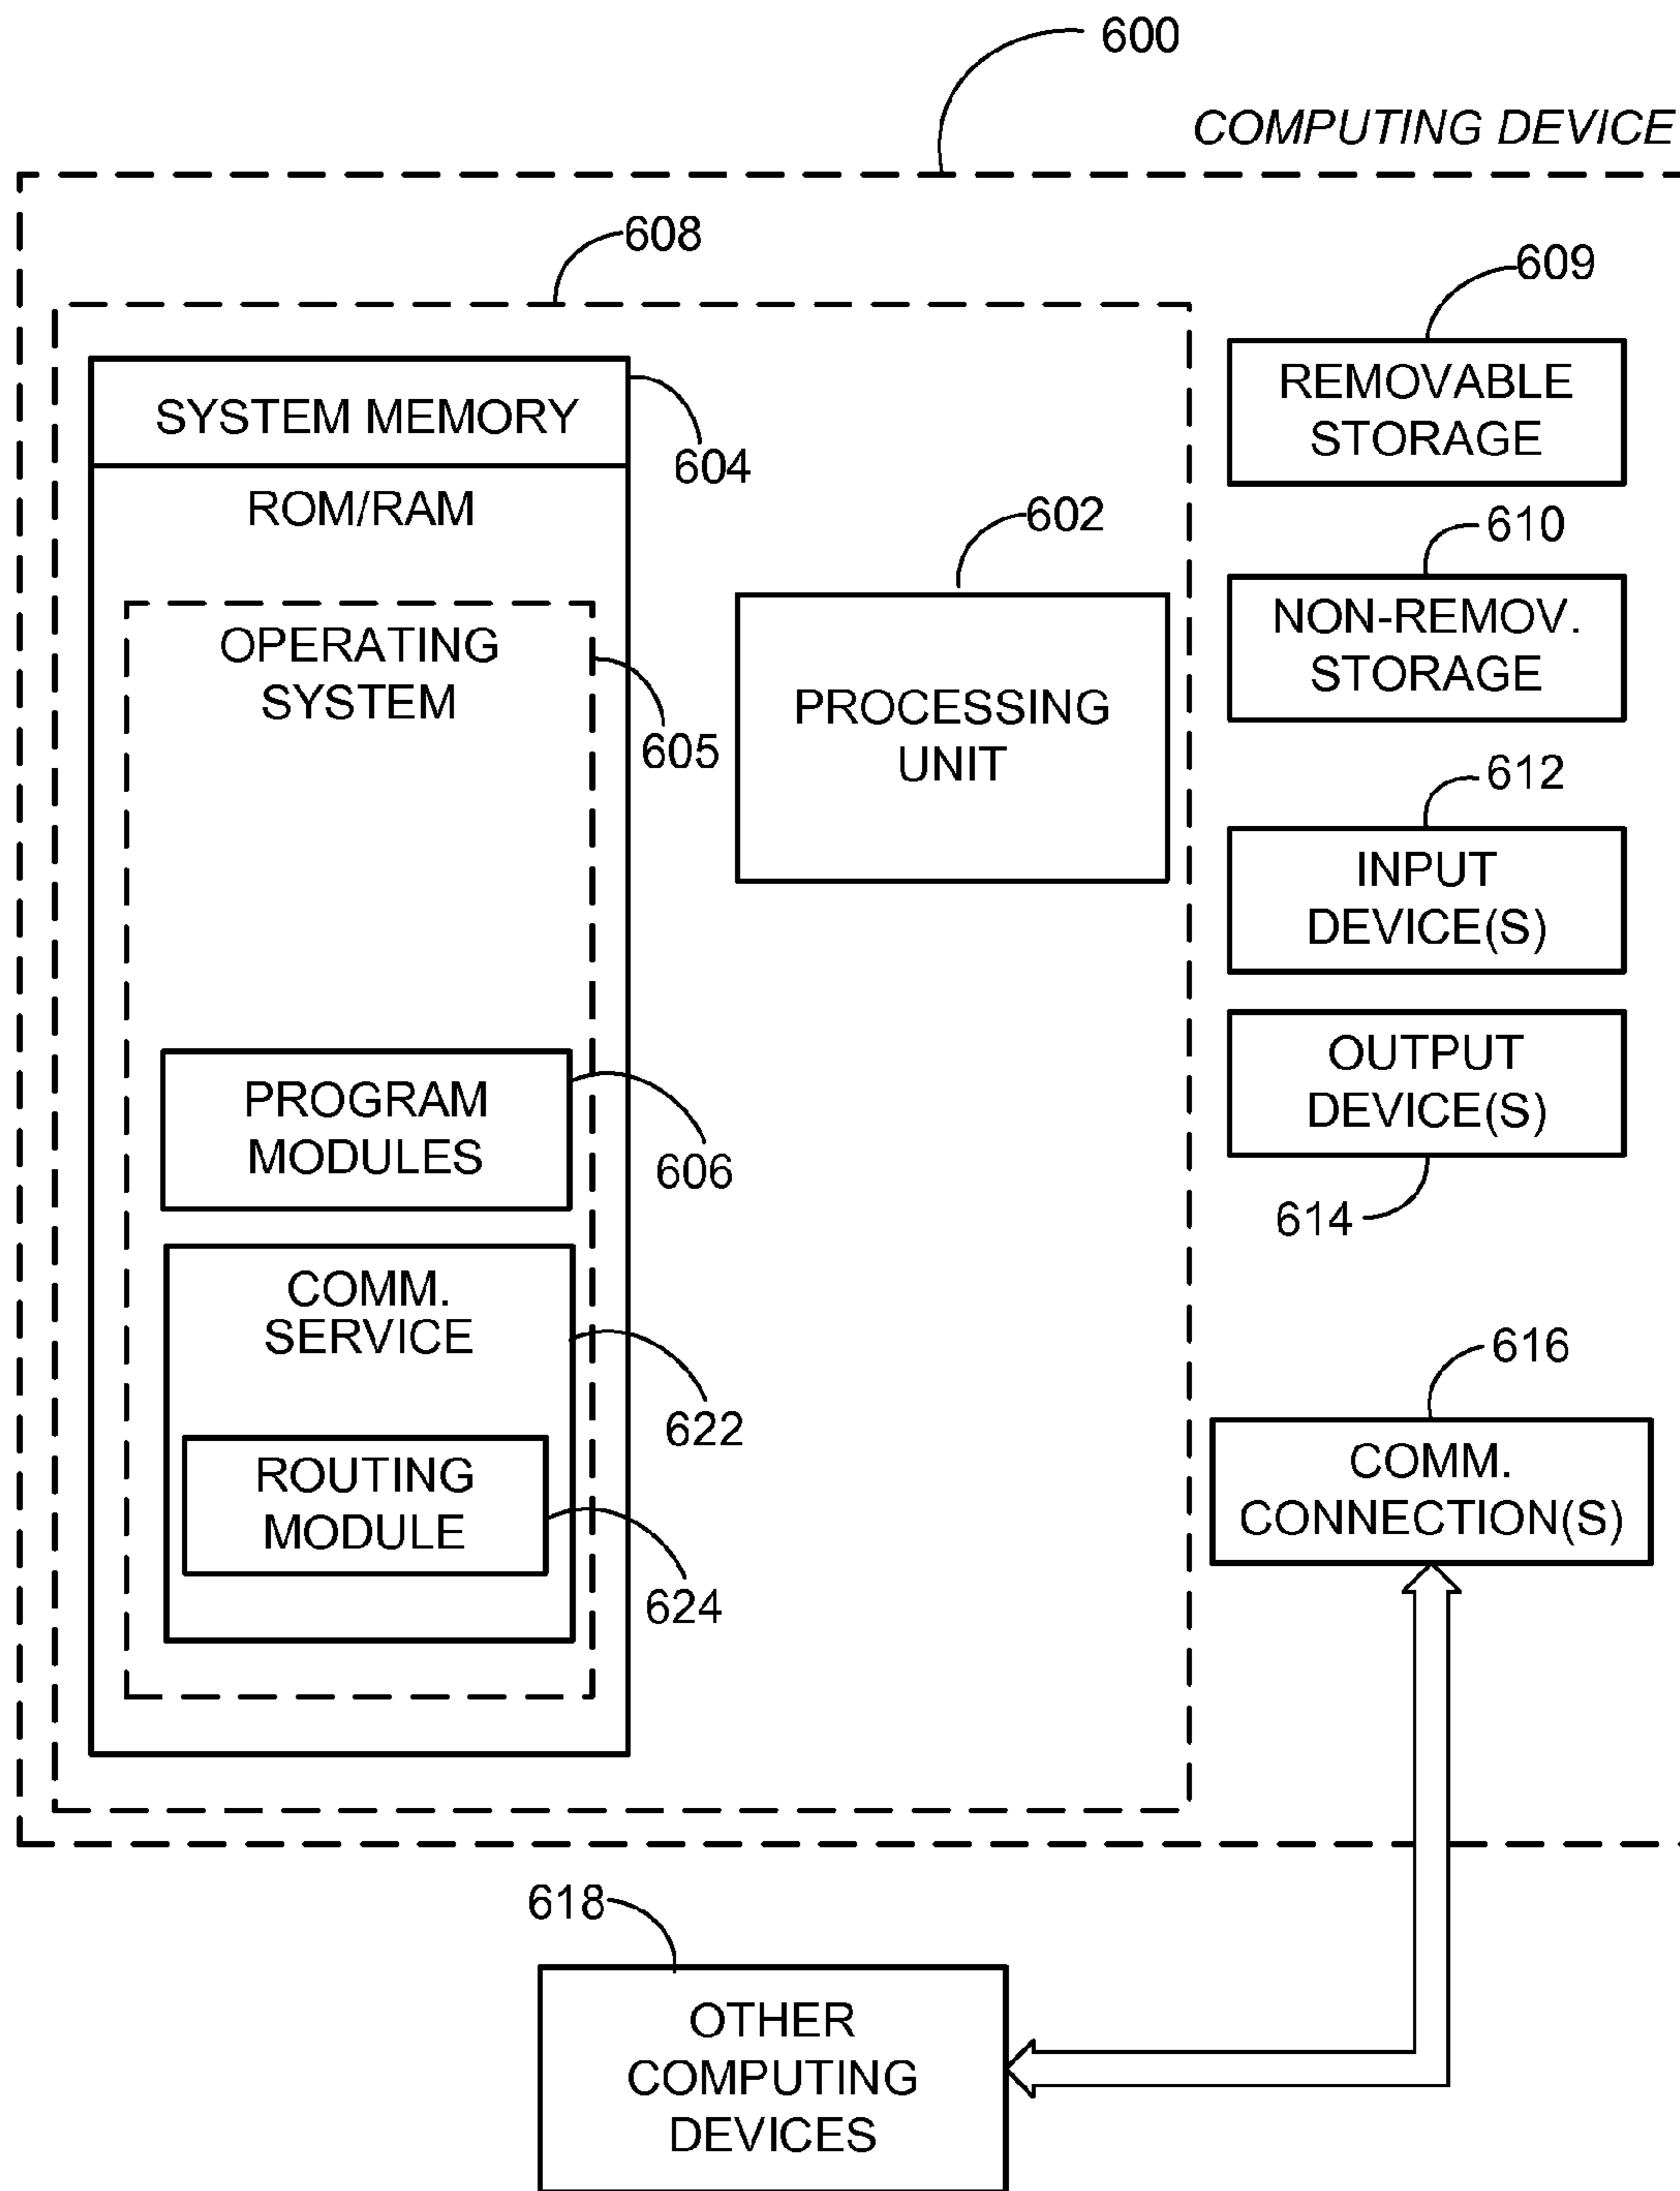 600
COMPUTING DEVICE
608
609
SYSTEM MEMORY
604
ROM/RAM
REMOVABLE
STORAGE
602
610
OPERATING
SYSTEM
605
PROCESSING
UNIT
NON-REMOV.
STORAGE
612
INPUT
DEVICE(S)
OUTPUT
DEVICE(S)
614
PROGRAM
MODULES
606
COMM.
SERVICE
622
ROUTING
MODULE
624
616
COMM.
CONNECTION(S)
618
OTHER
COMPUTING
DEVICES